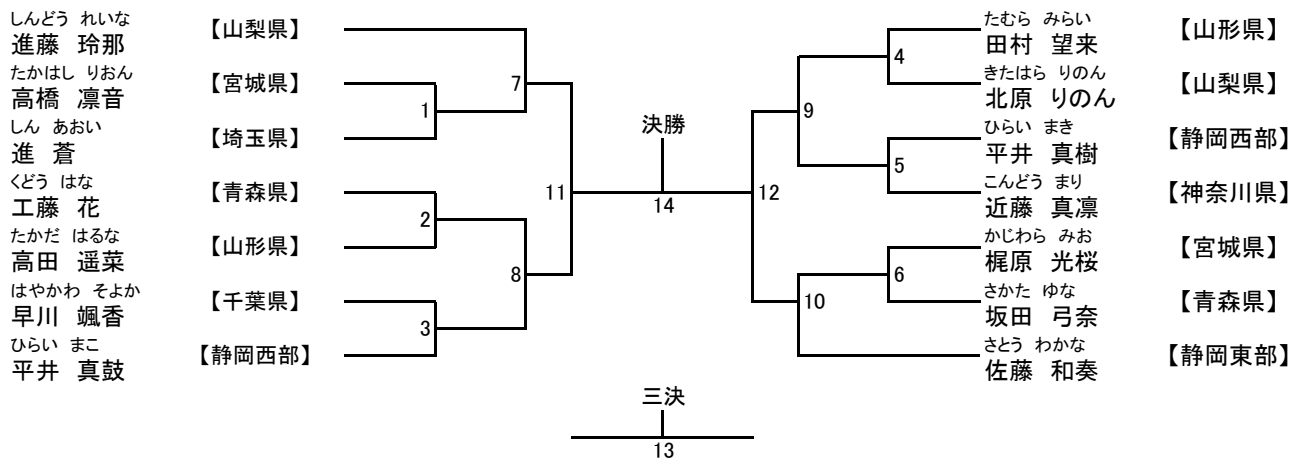 しんどう れいな
進藤 玲那 【山梨県】
たかはし りおん
高橋 凛音 【宮城県】
しん あおい
進 蒼 【埼玉県】
くどう はな
工藤 花 【青森県】
たかだ はるな
高田 遥菜 【山形県】
はやかわ そよか
早川 颯香 【千葉県】
ひらい まこ
平井 真鼓 【静岡西部】
1
2
3
7
8
11
決勝
14
三決
13
12
9
10
4
5
6
たむら みらい
田村 望来 【山形県】
きたはら りのん
北原 りのん 【山梨県】
ひらい まき
平井 真樹 【静岡西部】
こんどう まり
近藤 真凛 【神奈川県】
かじわら みお
梶原 光桜 【宮城県】
さかた ゆな
坂田 弓奈 【青森県】
さとう わかな
佐藤 和奏 【静岡東部】